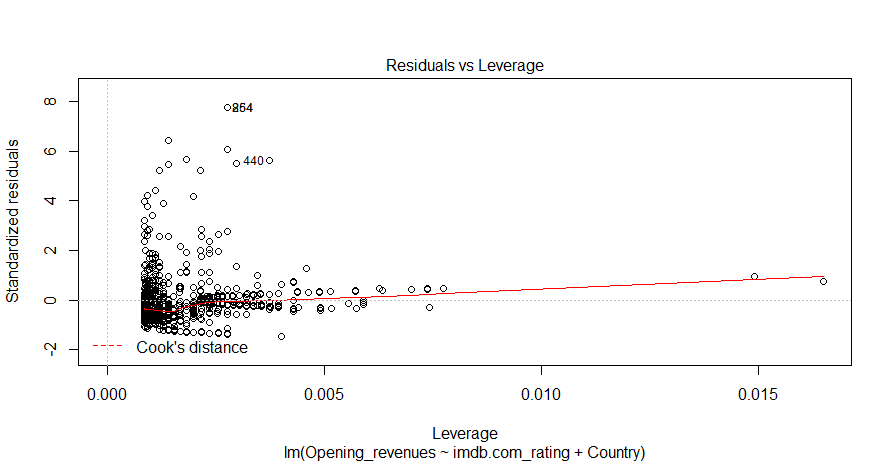 Residuals vs Leverage
Standardized residuals
8
6
4
2
0
-2
440
Cook's distance
0.000 0.005 0.010 0.015
Leverage
lm(Opening_revenues ~ imdb.com_rating + Country)